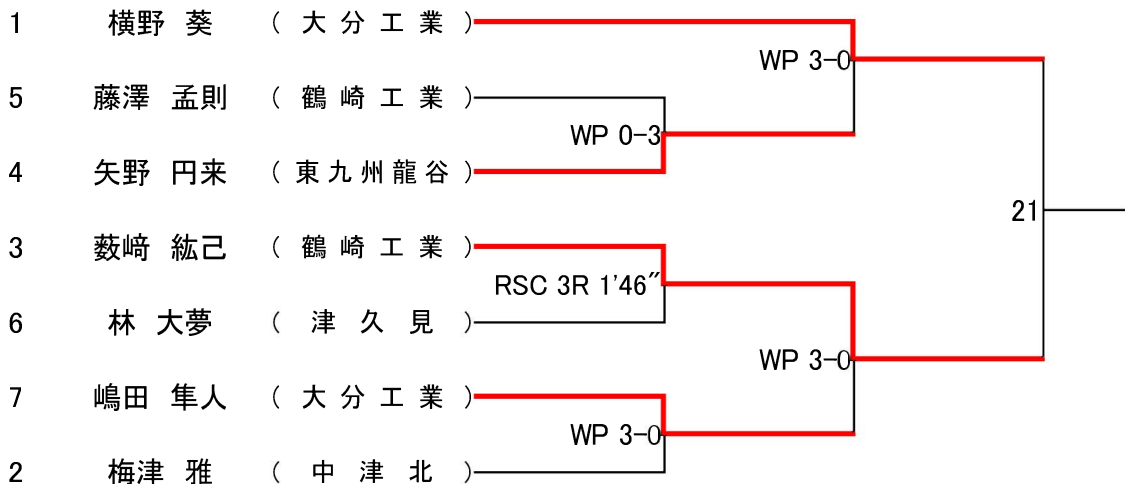 1 横野 葵 （大分工業）
WP 3-0
5 藤澤 孟則 （鶴崎工業）
WP 0-3
4 矢野 円来 （東九州龍谷）
21
3 薮﨑 紘己 （鶴崎工業）
RSC 3R 1'46"
6 林 大夢 （津久見）
WP 3-0
7 嶋田 隼人 （大分工業）
WP 3-0
2 梅津 雅 （中津北）